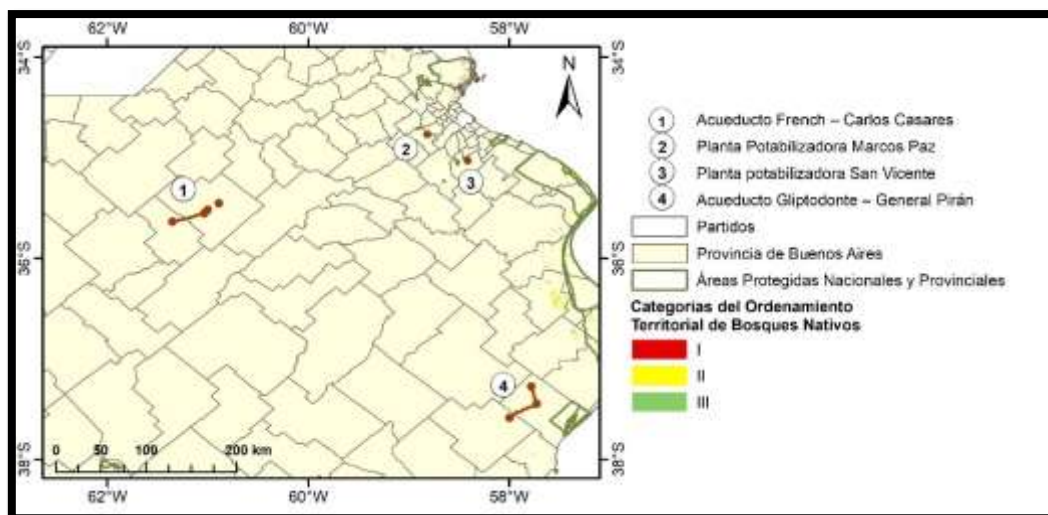 62°W 60°W 58°W
34°S 34°S
N
1
2
3
4
36°S 36°S
38°S 38°S
0 50 100 200 km
62°W 60°W 58°W
1 Acueducto French – Carlos Casares
2 Planta Potabilizadora Marcos Paz
3 Planta potabilizadora San Vicente
4 Acueducto Gliptodonte – General Pirán
Partidos
Provincia de Buenos Aires
Áreas Protegidas Nacionales y Provinciales
Categorías del Ordenamiento
Territorial de Bosques Nativos
I
II
III